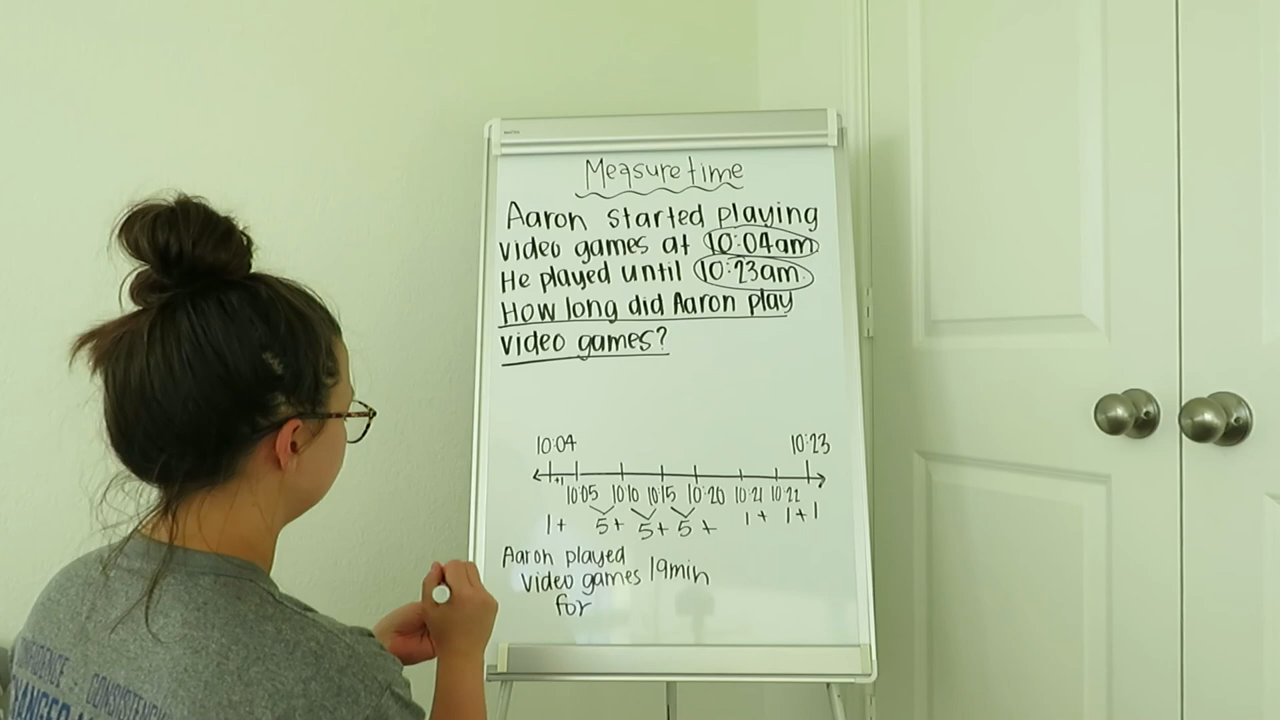 Measure time
Aaron started playing
video games at 10:04am
He played until 10:23am.
How long did Aaron play
video games?
10:04 10:23
+1
10:05 10:10 10:15 10:20 10:21 10:22
1+ 5+ 5+ 5+ 1+ 1+1
Aaron played
video games 19min
for
CONSISTENCY